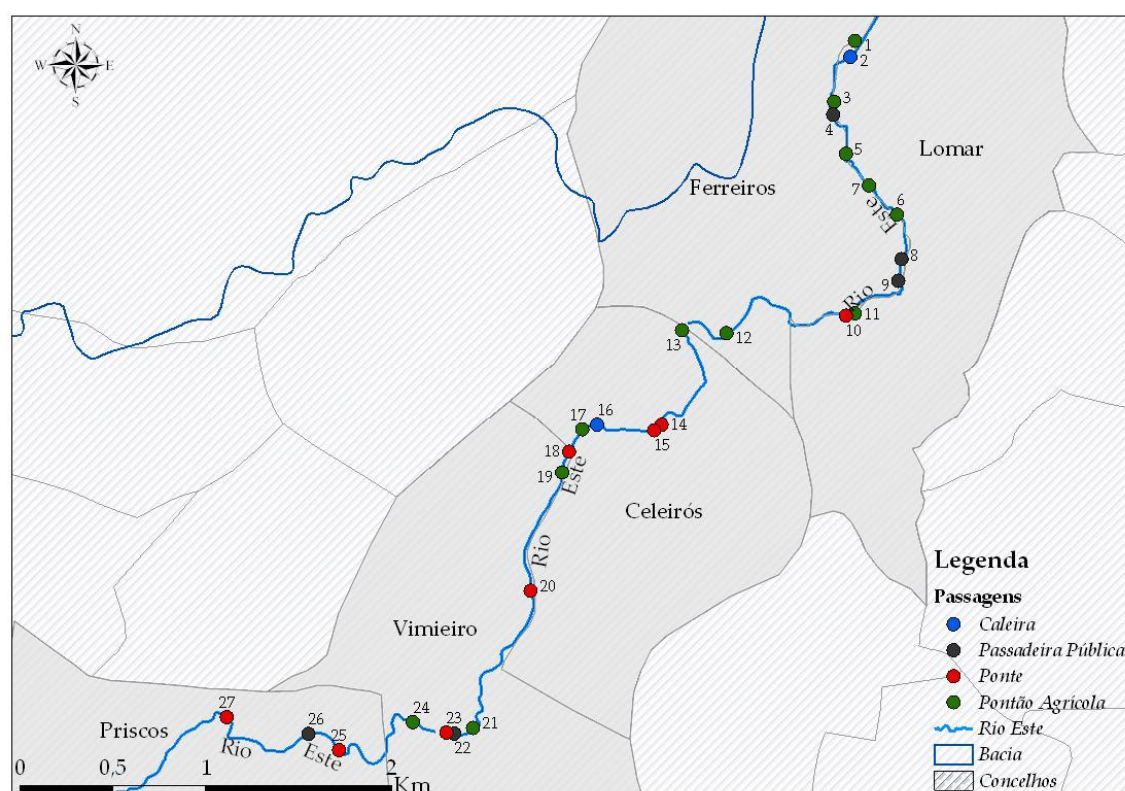 N
W E
S
1
2
3
4
5
7
6
Este
8
9
Rio
11
10
12
13
14
15
16
17
18
19
Este
Rio
20
21
22
23
24
25
26
27
Rio
Este
Lomar
Ferreiros
Celeirós
Vimieiro
Priscos
0 0,5 1 2
Km
Legenda
Passagens
Caleira
Passadeira Pública
Ponte
Pontão Agrícola
Rio Este
Bacia
Concelhos